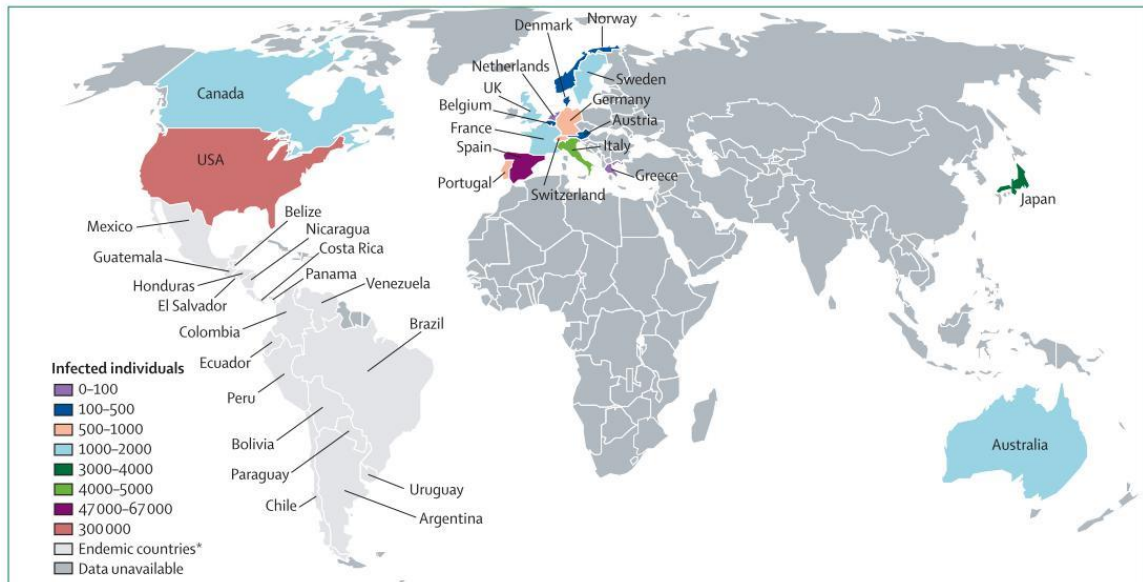 Norway
Denmark
Netherlands
Sweden
UK
Germany
Belgium
Austria
France
Italy
Spain
Greece
Portugal
Switzerland
Canada
USA
Japan
Mexico
Belize
Nicaragua
Guatemala
Costa Rica
Honduras
Panama
El Salvador
Venezuela
Colombia
Brazil
Ecuador
Peru
Bolivia
Paraguay
Uruguay
Chile
Argentina
Australia
Infected individuals
0–100
100–500
500–1000
1000–2000
3000–4000
4000–5000
47 000–67 000
300 000
Endemic countries*
Data unavailable